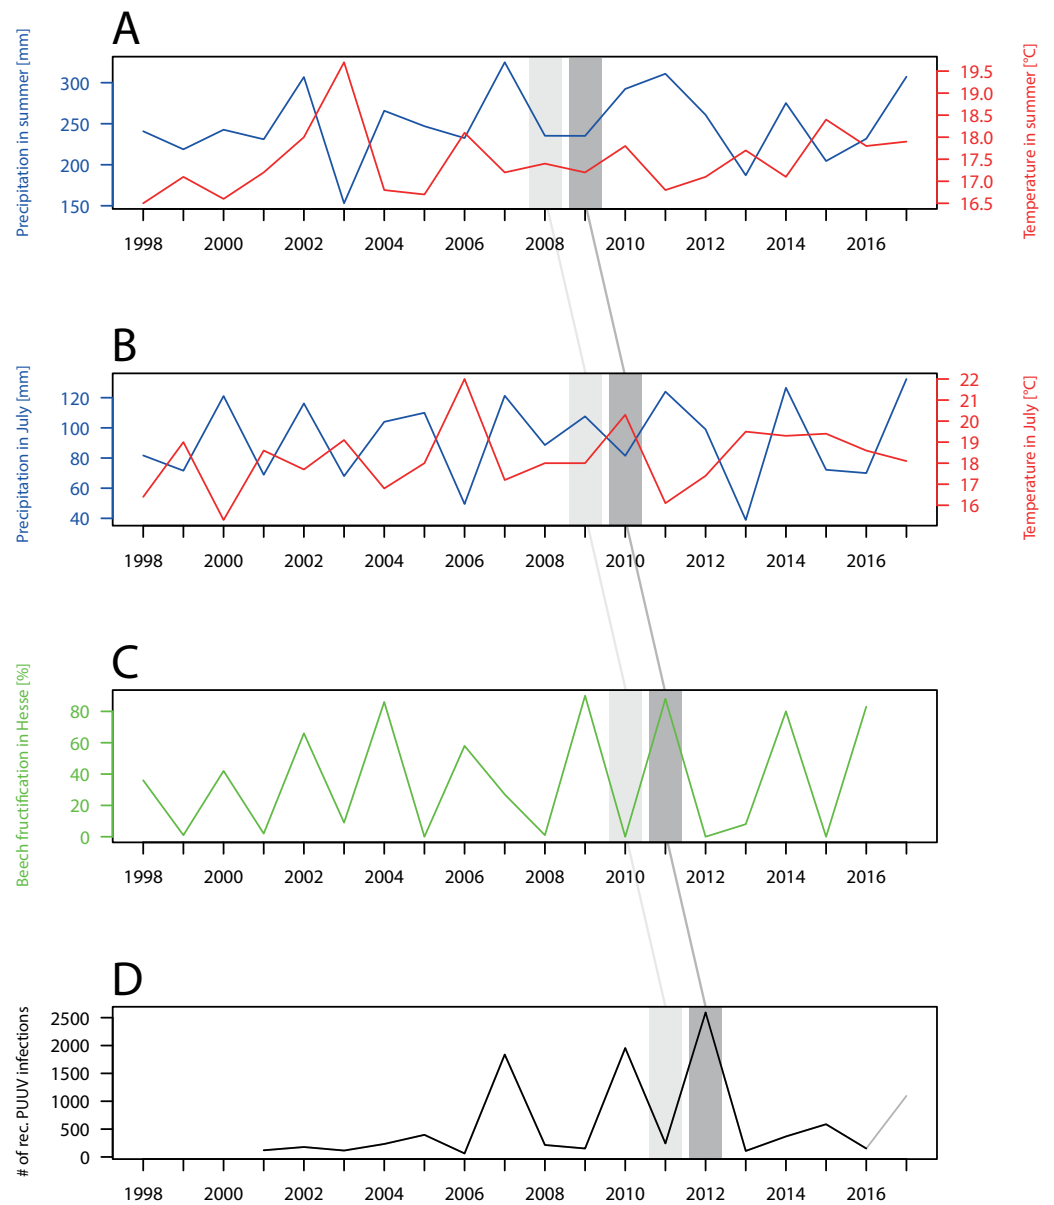 A
Precipitation in summer [mm]
300
250
200
150
19.5
19.0
18.5
18.0
17.5
17.0
16.5
Temperature in summer [°C]
1998 2000 2002 2004 2006 2008 2010 2012 2014 2016
B
Precipitation in July [mm]
120
100
80
60
40
22
21
20
19
18
17
16
Temperature in July [°C]
1998 2000 2002 2004 2006 2008 2010 2012 2014 2016
C
Beech fructification in Hesse [%]
80
60
40
20
0
1998 2000 2002 2004 2006 2008 2010 2012 2014 2016
D
# of rec. PUUV infections
2500
2000
1500
1000
500
0
1998 2000 2002 2004 2006 2008 2010 2012 2014 2016